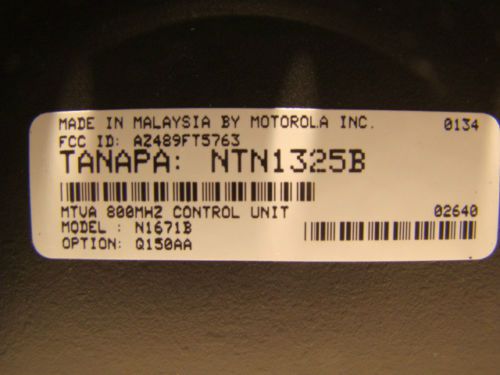 MADE IN MALAYSIA BY MOTOROLA INC. 0134
FCC ID: AZ489FT5763
TANAPA: NTN1325B
MTVA 800MHZ CONTROL UNIT 02640
MODEL : N1671B
OPTION: Q150AA